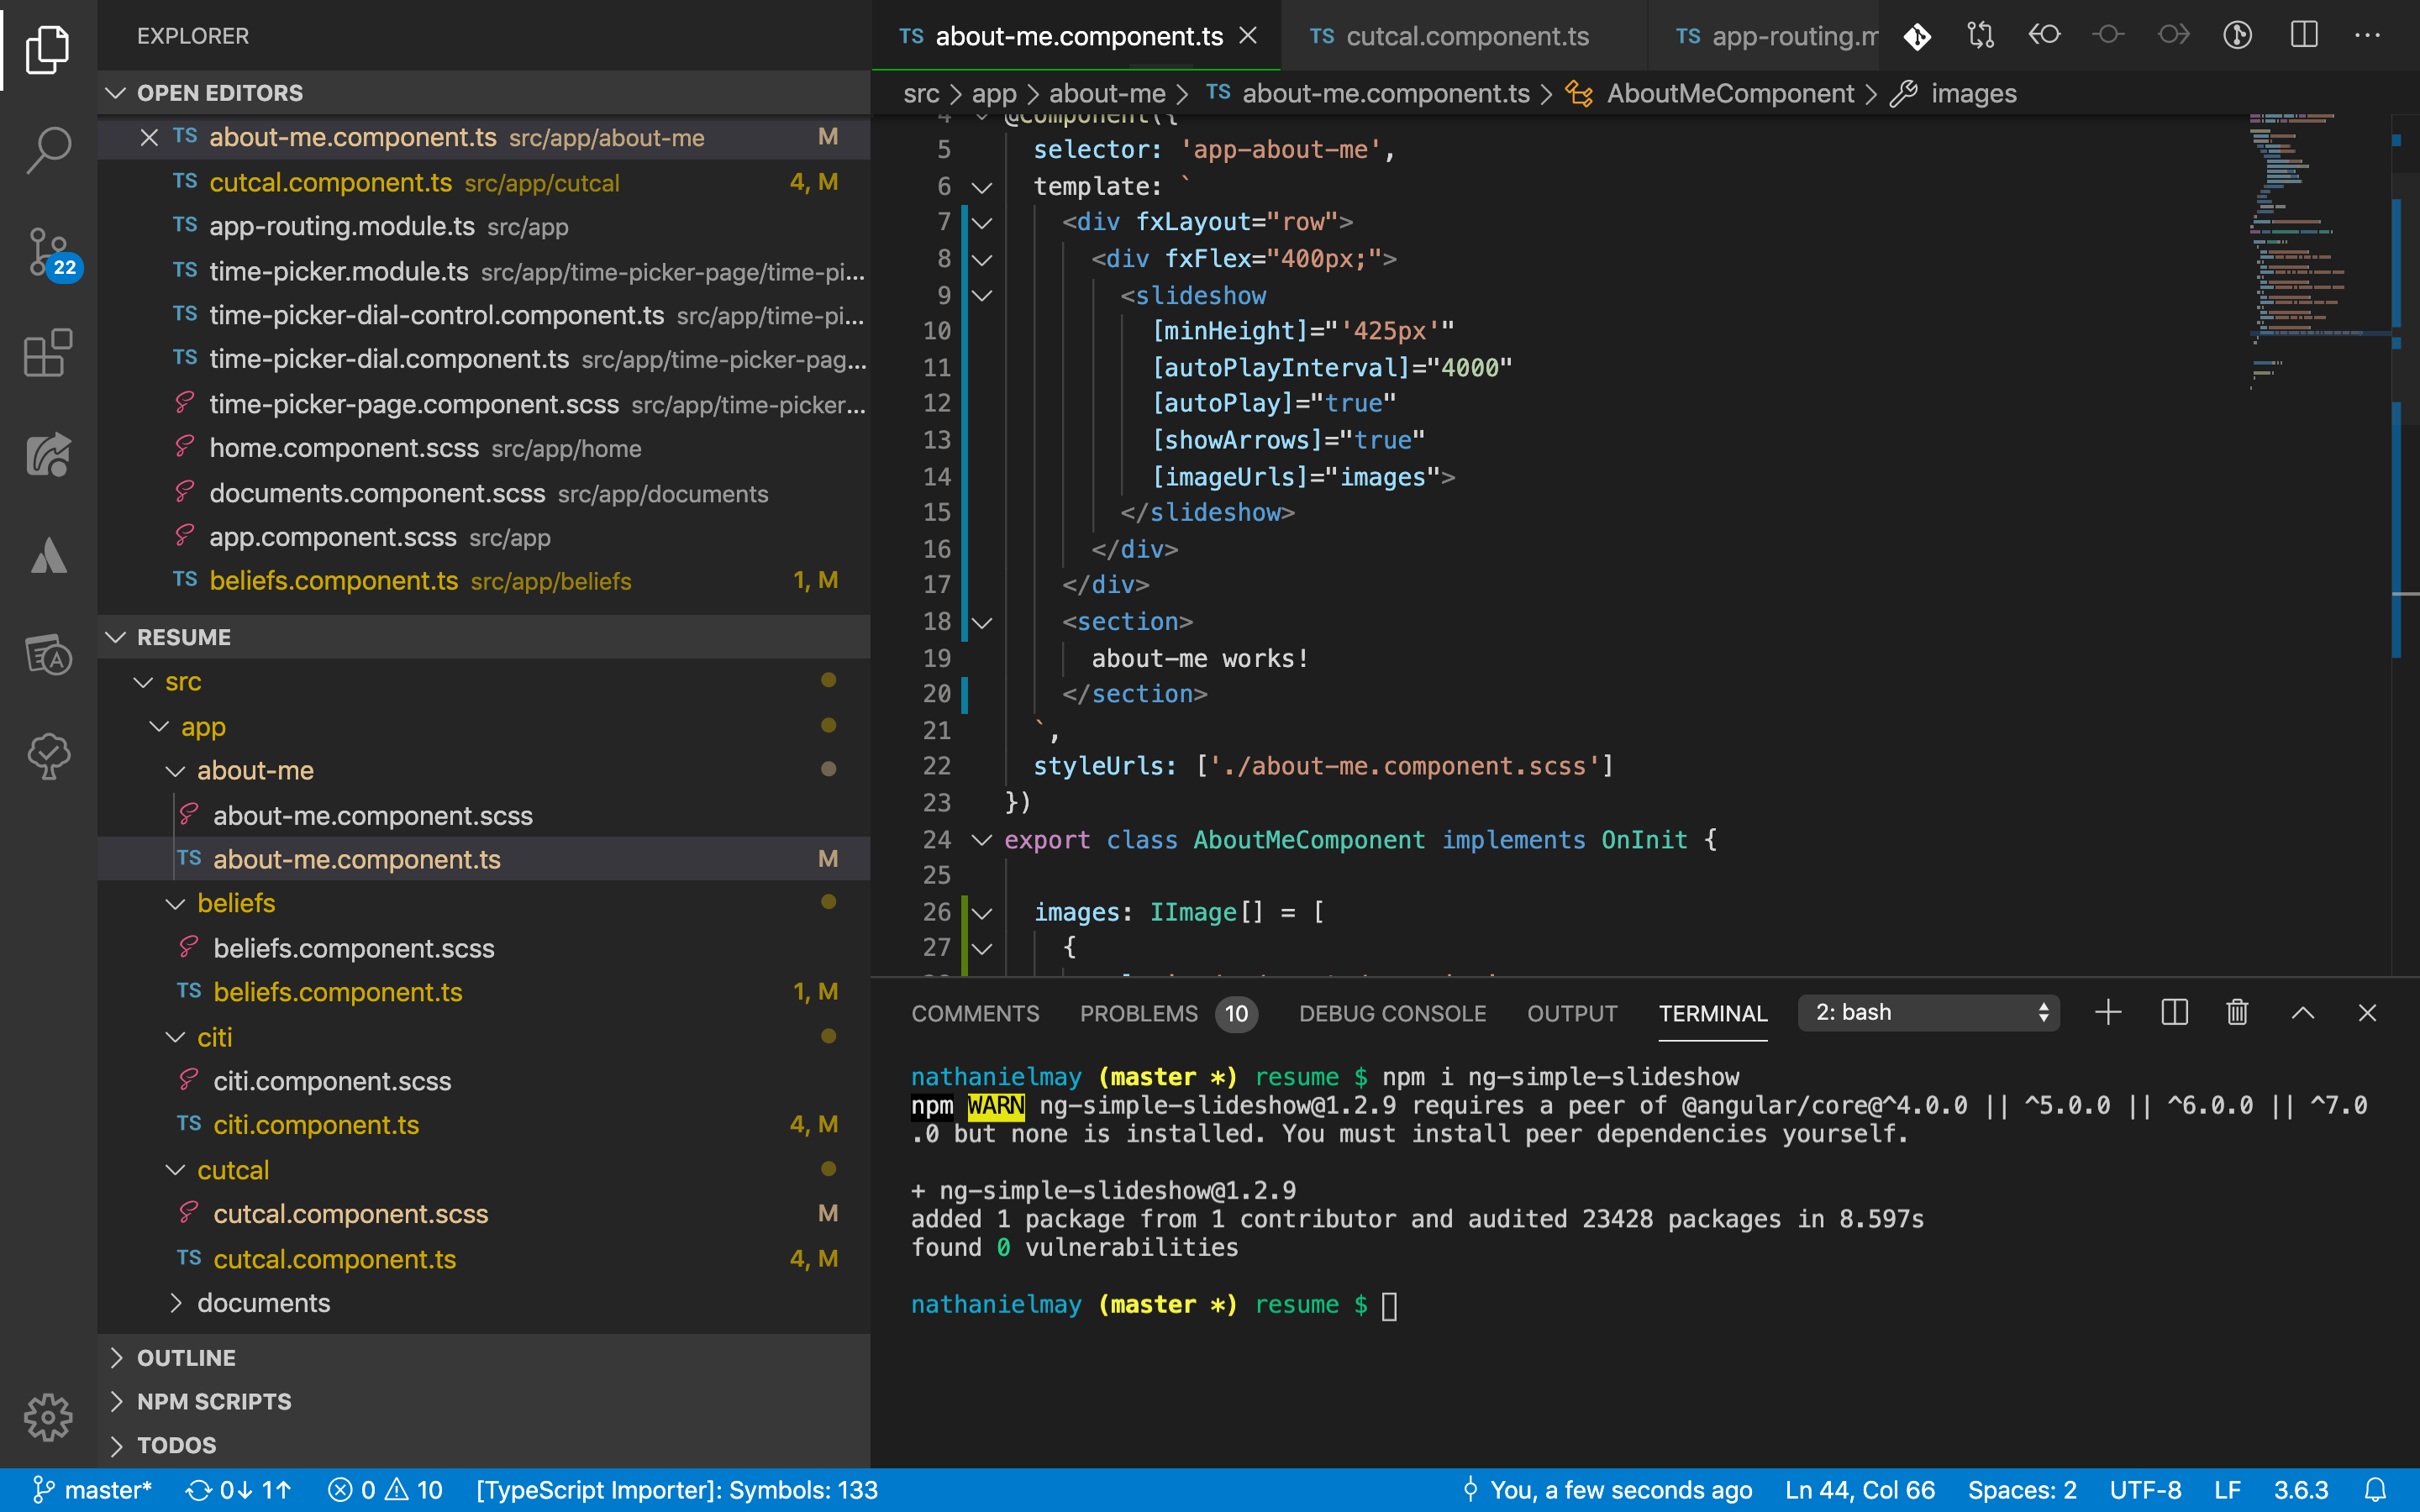 EXPLORER
OPEN EDITORS
TS about-me.component.ts src/app/about-me M
TS cutcal.component.ts src/app/cutcal 4, M
TS app-routing.module.ts src/app
TS time-picker.module.ts src/app/time-picker-page/time-pi...
TS time-picker-dial-control.component.ts src/app/time-pi...
TS time-picker-dial.component.ts src/app/time-picker-pag...
time-picker-page.component.scss src/app/time-picker...
home.component.scss src/app/home
documents.component.scss src/app/documents
app.component.scss src/app
TS beliefs.component.ts src/app/beliefs 1, M
22
RESUME
src
app
about-me
about-me.component.scss
TS about-me.component.ts M
beliefs
beliefs.component.scss
TS beliefs.component.ts 1, M
citi
citi.component.scss
TS citi.component.ts 4, M
cutcal
cutcal.component.scss M
TS cutcal.component.ts 4, M
documents
OUTLINE
NPM SCRIPTS
TODOS
TS about-me.component.ts TS cutcal.component.ts TS app-routing.m
src > app > about-me > TS about-me.component.ts > AboutMeComponent > images
4 @Component({
5 selector: 'app-about-me',
6 template: `
7 <div fxLayout="row">
8 <div fxFlex="400px;">
9 <slideshow
10 [minHeight]="'425px'"
11 [autoPlayInterval]="4000"
12 [autoPlay]="true"
13 [showArrows]="true"
14 [imageUrls]="images">
15 </slideshow>
16 </div>
17 </div>
18 <section>
19 about-me works!
20 </section>
21 `,
22 styleUrls: ['./about-me.component.scss']
23 })
24 export class AboutMeComponent implements OnInit {
25
26 images: IImage[] = [
27 {
COMMENTS PROBLEMS 10 DEBUG CONSOLE OUTPUT TERMINAL 2: bash
nathanielmay (master *) resume $ npm i ng-simple-slideshow
npm WARN ng-simple-slideshow@1.2.9 requires a peer of @angular/core@^4.0.0 || ^5.0.0 || ^6.0.0 || ^7.0
.0 but none is installed. You must install peer dependencies yourself.
+ ng-simple-slideshow@1.2.9
added 1 package from 1 contributor and audited 23428 packages in 8.597s
found 0 vulnerabilities
nathanielmay (master *) resume $
master* 0↓ 1↑ 0 10 [TypeScript Importer]: Symbols: 133 You, a few seconds ago Ln 44, Col 66 Spaces: 2 UTF-8 LF 3.6.3